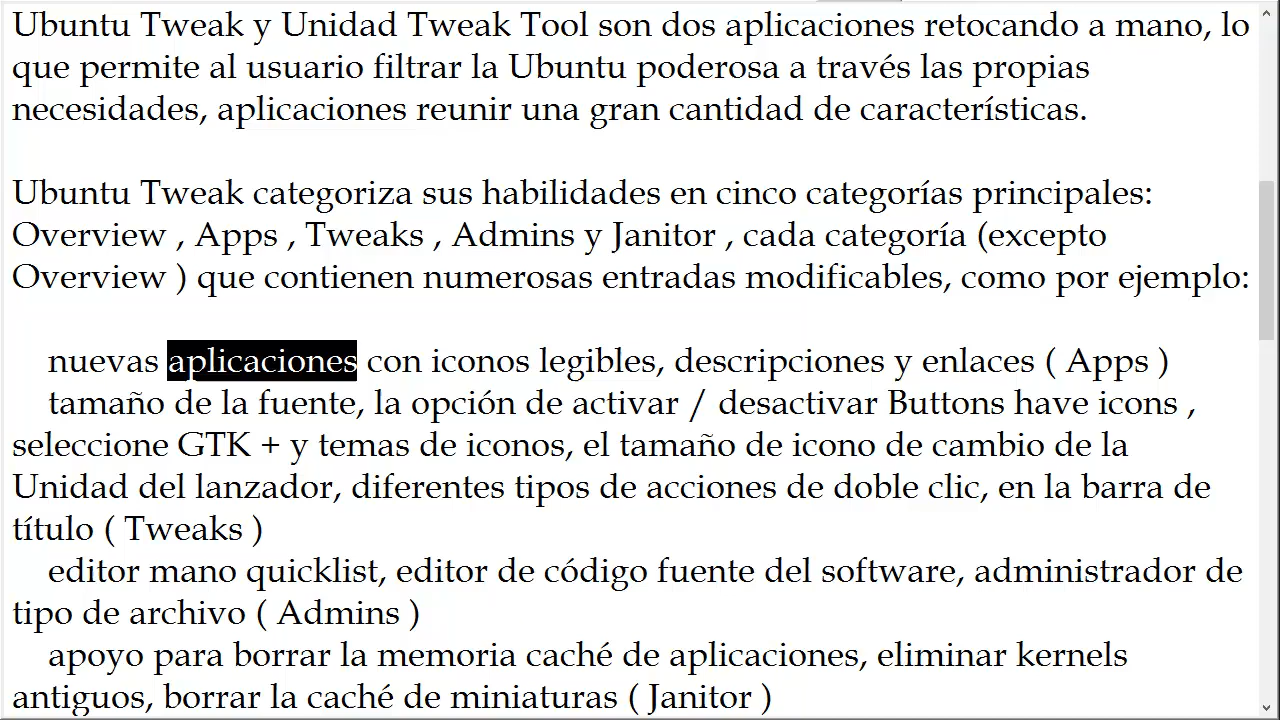 Ubuntu Tweak y Unidad Tweak Tool son dos aplicaciones retocando a mano, lo
que permite al usuario filtrar la Ubuntu poderosa a través las propias
necesidades, aplicaciones reunir una gran cantidad de características.
Ubuntu Tweak categoriza sus habilidades en cinco categorías principales:
Overview , Apps , Tweaks , Admins y Janitor , cada categoría (excepto
Overview ) que contienen numerosas entradas modificables, como por ejemplo:
nuevas aplicaciones con iconos legibles, descripciones y enlaces ( Apps )
tamaño de la fuente, la opción de activar / desactivar Buttons have icons ,
seleccione GTK + y temas de iconos, el tamaño de icono de cambio de la
Unidad del lanzador, diferentes tipos de acciones de doble clic, en la barra de
título ( Tweaks )
editor mano quicklist, editor de código fuente del software, administrador de
tipo de archivo ( Admins )
apoyo para borrar la memoria caché de aplicaciones, eliminar kernels
antiguos, borrar la caché de miniaturas ( Janitor )